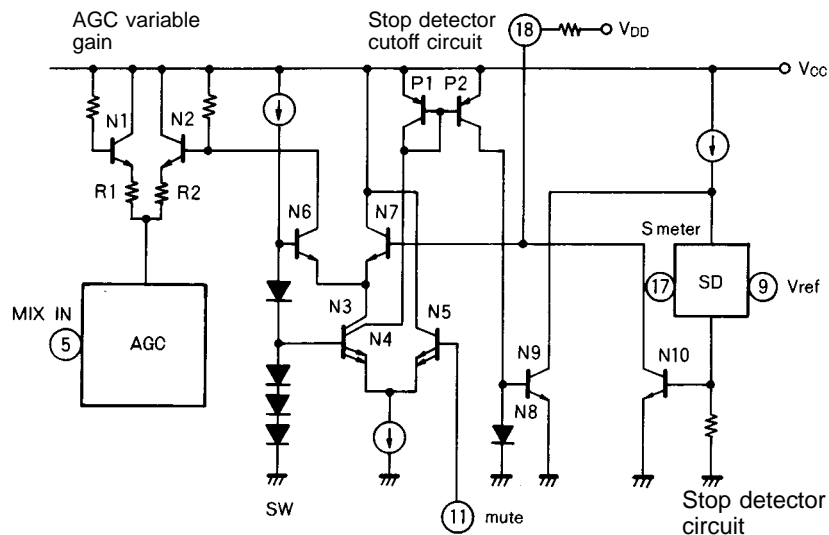 AGC variable
gain
Stop detector
cutoff circuit
18
VDD
VCC
P1
P2
N1
N2
R1
R2
N6
N7
S meter
17
SD
9
Vref
MIX IN
5
AGC
N3
N4
N5
N9
N8
N10
SW
11
mute
Stop detector
circuit